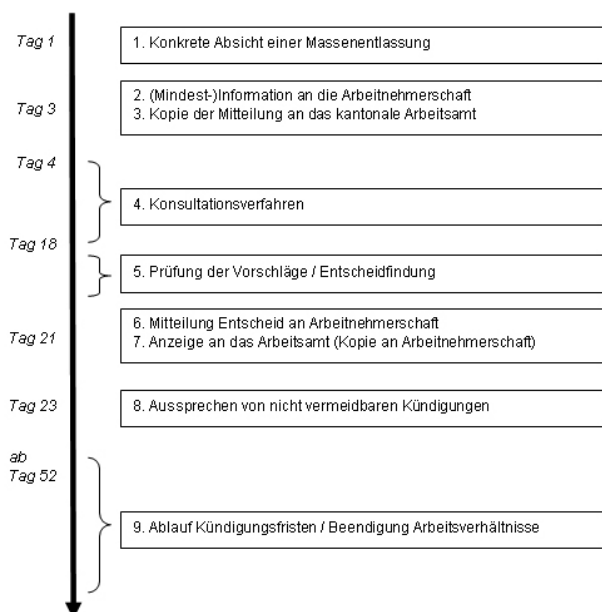 Tag 1
1. Konkrete Absicht einer Massenentlassung
Tag 3
2. (Mindest-)Information an die Arbeitnehmerschaft
3. Kopie der Mitteilung an das kantonale Arbeitsamt
Tag 4
4. Konsultationsverfahren
Tag 18
5. Prüfung der Vorschläge / Entscheidfindung
Tag 21
6. Mitteilung Entscheid an Arbeitnehmerschaft
7. Anzeige an das Arbeitsamt (Kopie an Arbeitnehmerschaft)
Tag 23
8. Aussprechen von nicht vermeidbaren Kündigungen
ab
Tag 52
9. Ablauf Kündigungsfristen / Beendigung Arbeitsverhältnisse